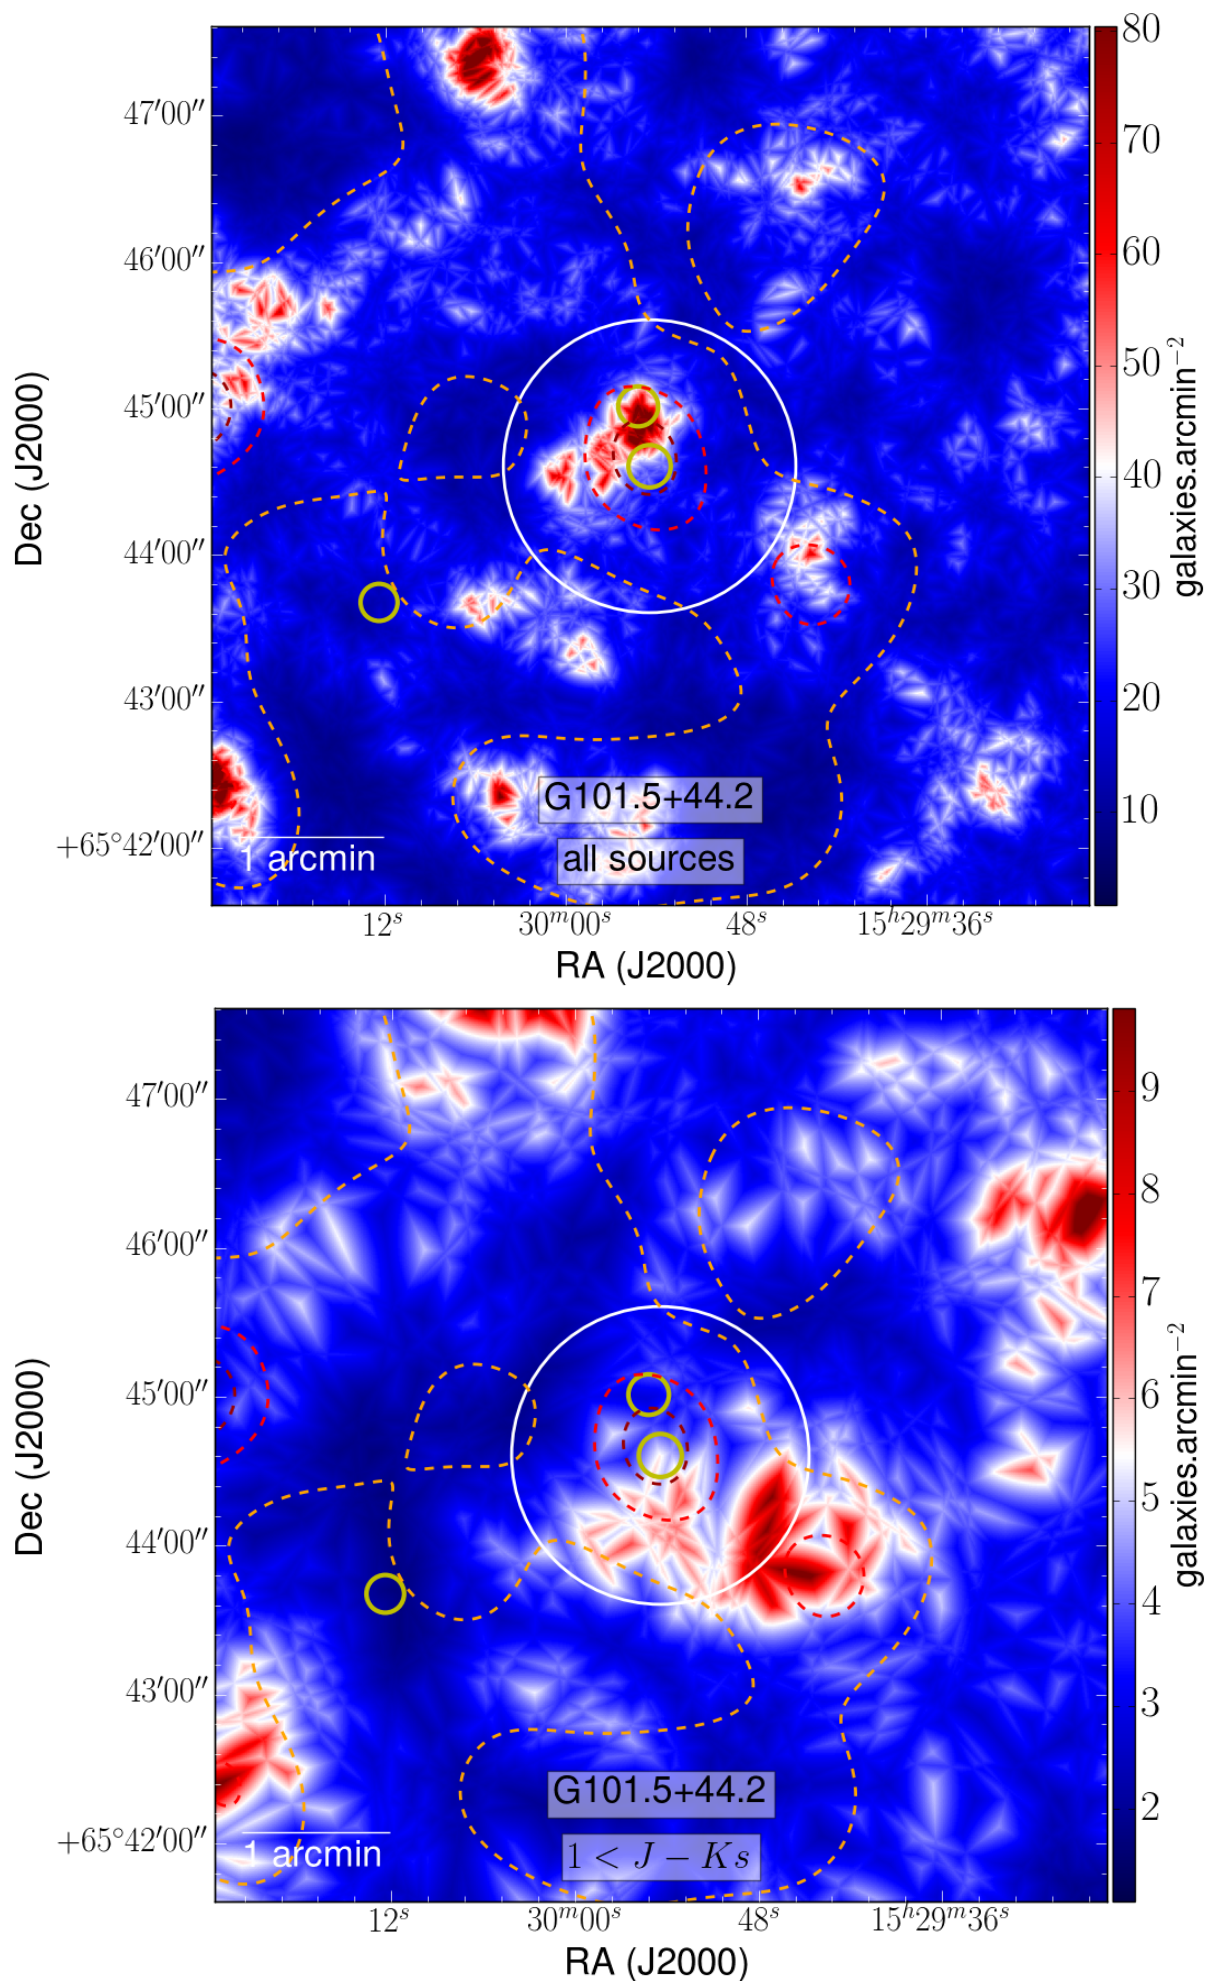 47′00″
46′00″
45′00″
44′00″
43′00″
+65°42′00″
Dec (J2000)
G101.5+44.2
all sources
1 arcmin
12ˢ
30ᵐ00ˢ
48ˢ
15ʰ29ᵐ36ˢ
RA (J2000)
80
70
60
50
40
30
20
10
galaxies.arcmin⁻²
47′00″
46′00″
45′00″
44′00″
43′00″
+65°42′00″
Dec (J2000)
G101.5+44.2
1 < J − Ks
1 arcmin
12ˢ
30ᵐ00ˢ
48ˢ
15ʰ29ᵐ36ˢ
RA (J2000)
9
8
7
6
5
4
3
2
galaxies.arcmin⁻²